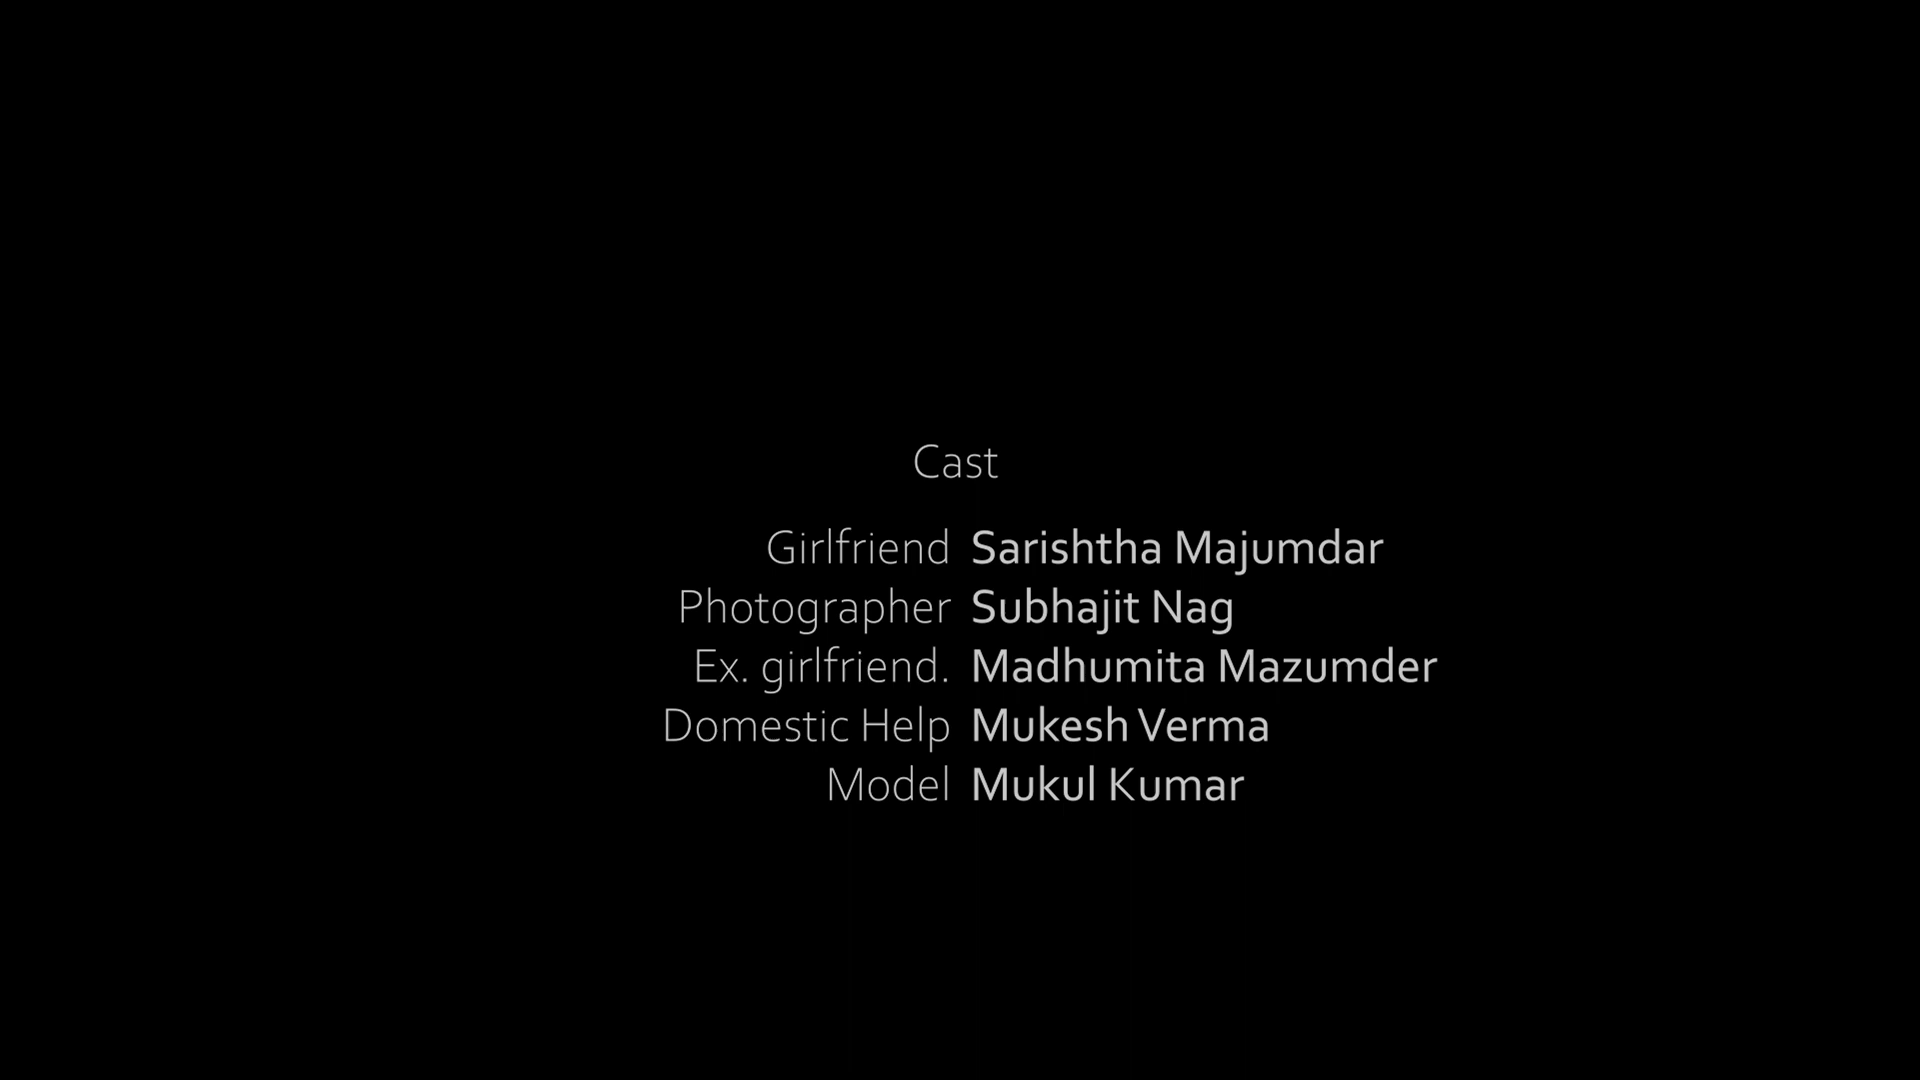 Cast
Girlfriend Sarishtha Majumdar
Photographer Subhajit Nag
Ex. girlfriend. Madhumita Mazumder
Domestic Help Mukesh Verma
Model Mukul Kumar